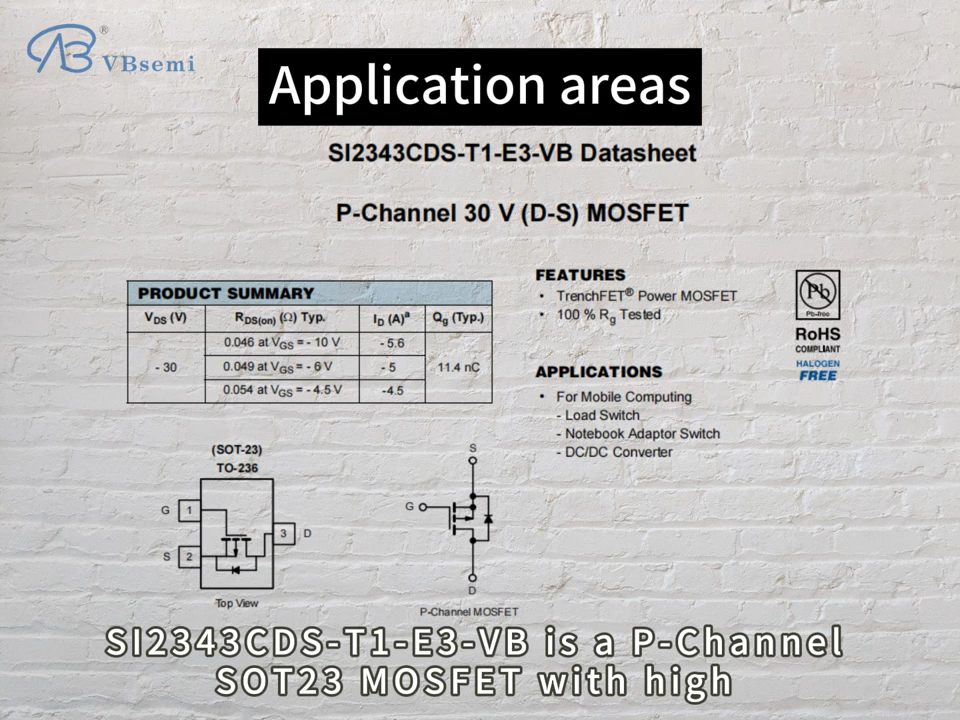 VBsemi
®
Application areas
SI2343CDS-T1-E3-VB Datasheet
P-Channel 30 V (D-S) MOSFET
PRODUCT SUMMARY
VDS (V) RDS(on) (Ω) Typ. ID (A)a Qg (Typ.)
- 30 0.046 at VGS = - 10 V - 5.6 11.4 nC
0.049 at VGS = - 6 V - 5
0.054 at VGS = - 4.5 V -4.5
FEATURES
• TrenchFET® Power MOSFET
• 100 % Rg Tested
APPLICATIONS
• For Mobile Computing
- Load Switch
- Notebook Adaptor Switch
- DC/DC Converter
Pb
Pb-free
RoHS
COMPLIANT
HALOGEN
FREE
(SOT-23)
TO-236
G 1
S 2
3 D
Top View
S
G
D
P-Channel MOSFET
SI2343CDS-T1-E3-VB is a P-Channel
SOT23 MOSFET with high